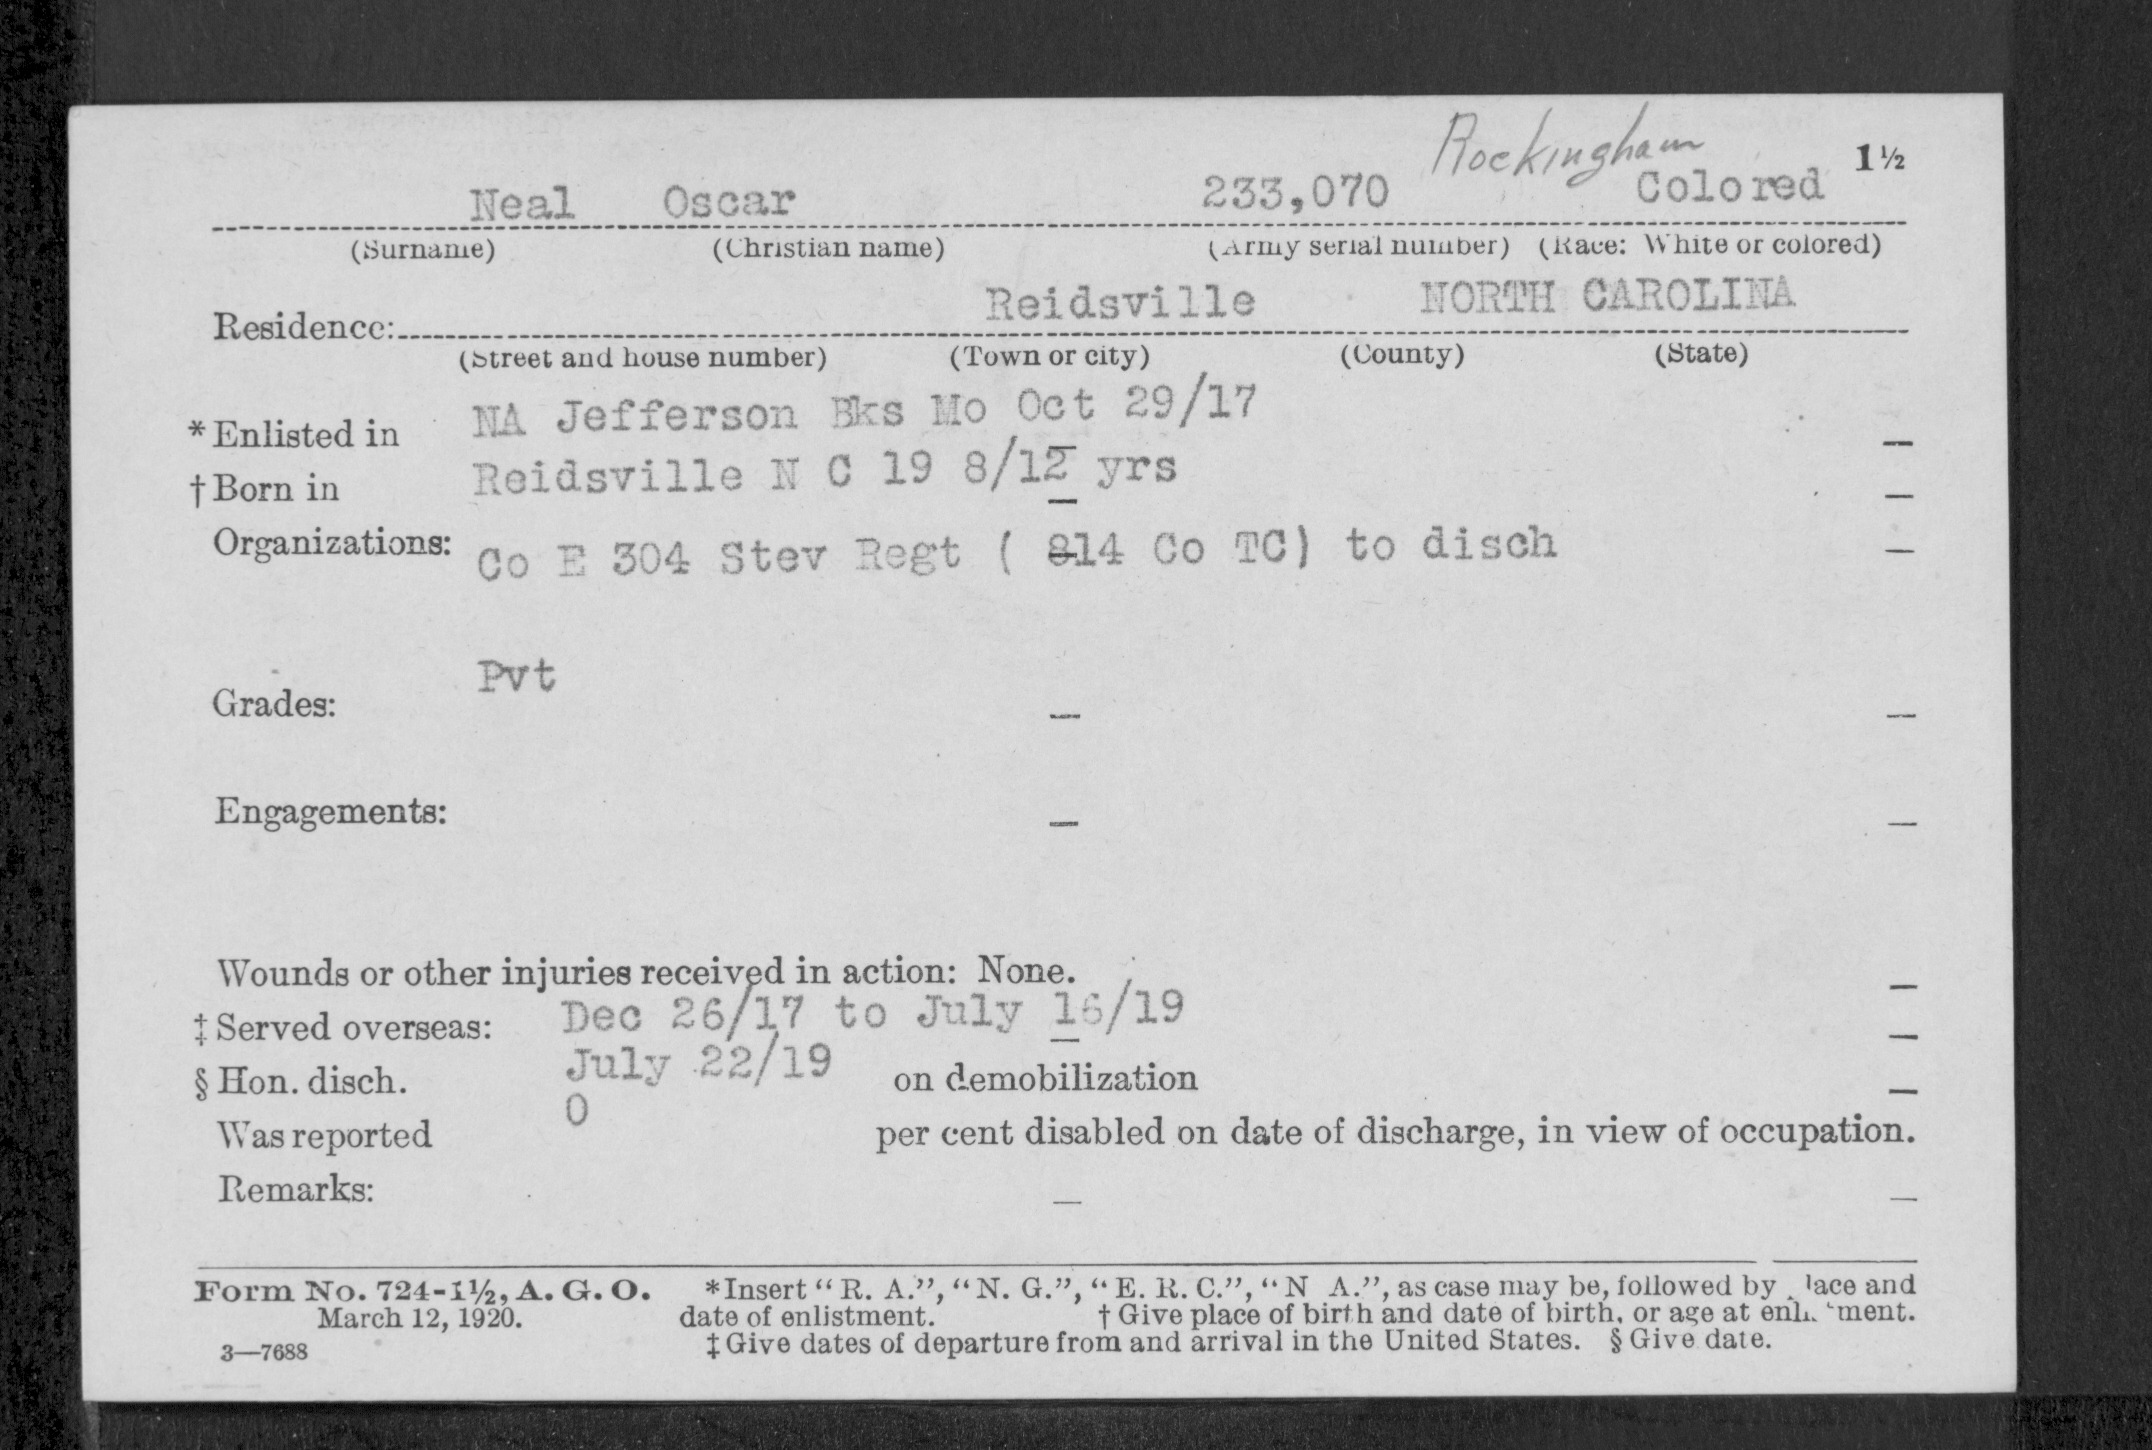 Rockingham
1½
Neal Oscar 233,070 Colored
(Surname) (Christian name) (Army serial number) (Race: White or colored)
Reidsville NORTH CAROLINA
Residence:
(Street and house number) (Town or city) (County) (State)
*Enlisted in NA Jefferson Bks Mo Oct 29/17
†Born in Reidsville N C 19 8/12 yrs
Organizations: Co E 304 Stev Regt ( 814 Co TC) to disch
Grades: Pvt
Engagements:
Wounds or other injuries received in action: None.
‡Served overseas: Dec 26/17 to July 16/19
§Hon. disch. July 22/19 on demobilization
Was reported 0 per cent disabled on date of discharge, in view of occupation.
Remarks:
Form No. 724-1½, A. G. O. *Insert "R. A.", "N. G.", "E. R. C.", "N A.", as case may be, followed by place and
March 12, 1920. date of enlistment. †Give place of birth and date of birth, or age at enlistment.
3—7688 ‡Give dates of departure from and arrival in the United States. §Give date.